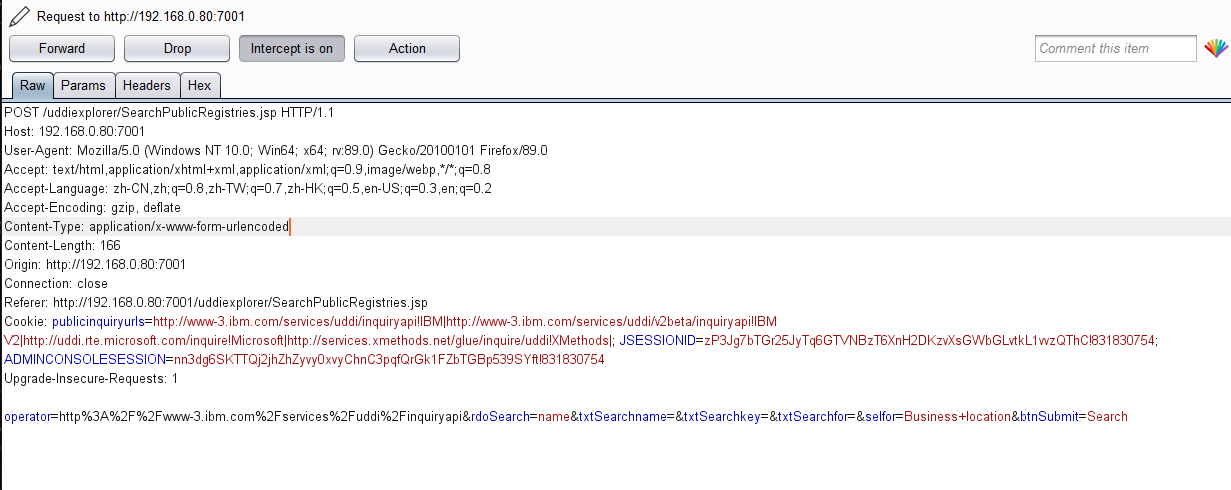 Request to http://192.168.0.80:7001
Forward Drop Intercept is on Action Comment this item
Raw Params Headers Hex
POST /uddiexplorer/SearchPublicRegistries.jsp HTTP/1.1
Host: 192.168.0.80:7001
User-Agent: Mozilla/5.0 (Windows NT 10.0; Win64; x64; rv:89.0) Gecko/20100101 Firefox/89.0
Accept: text/html,application/xhtml+xml,application/xml;q=0.9,image/webp,*/*;q=0.8
Accept-Language: zh-CN,zh;q=0.8,zh-TW;q=0.7,zh-HK;q=0.5,en-US;q=0.3,en;q=0.2
Accept-Encoding: gzip, deflate
Content-Type: application/x-www-form-urlencoded
Content-Length: 166
Origin: http://192.168.0.80:7001
Connection: close
Referer: http://192.168.0.80:7001/uddiexplorer/SearchPublicRegistries.jsp
Cookie: publicinquiryurls=http://www-3.ibm.com/services/uddi/inquiryapi!IBM|http://www-3.ibm.com/services/uddi/v2beta/inquiryapi!IBM
V2|http://uddi.rte.microsoft.com/inquire!Microsoft|http://services.xmethods.net/glue/inquire/uddi!XMethods|; JSESSIONID=zP3Jg7bTGr25JyTq6GTVNBzT6XnH2DKzvXsGWbGLvtkL1wzQThC!831830754;
ADMINCONSOLESESSION=nn3dg6SKTTQj2jhZhZyvy0xvyChnC3pqfQrGk1FZbTGBp539SYft!831830754
Upgrade-Insecure-Requests: 1
operator=http%3A%2F%2Fwww-3.ibm.com%2Fservices%2Fuddi%2Finquiryapi&rdoSearch=name&txtSearchname=&txtSearchkey=&txtSearchfor=&selfor=Business+location&btnSubmit=Search